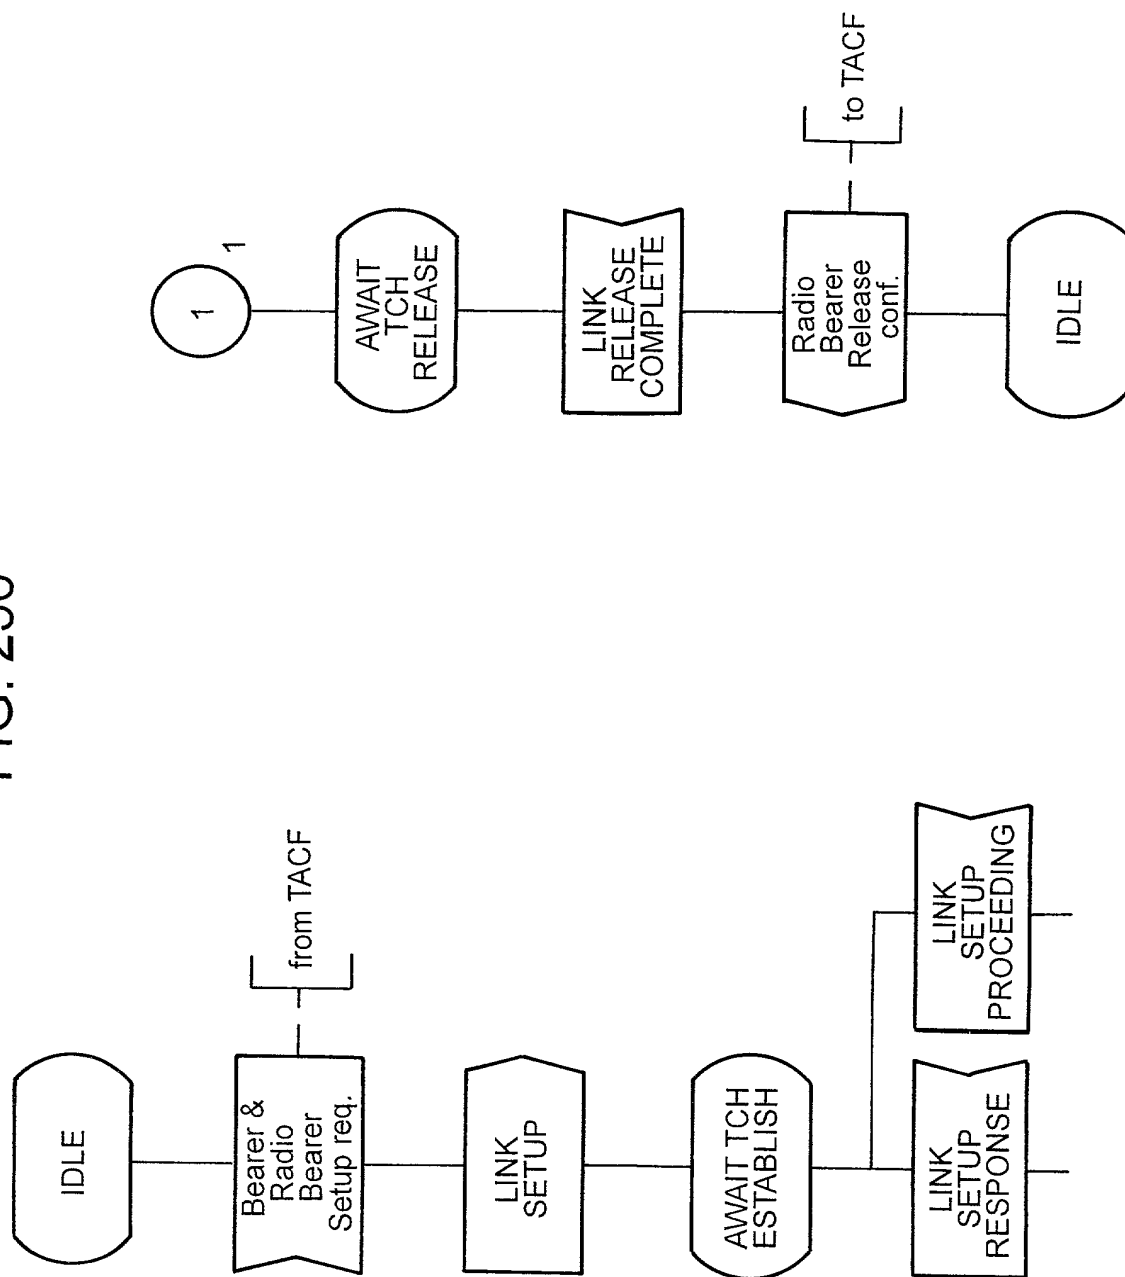 IDLE
Bearer &
Radio
Bearer
Setup req.
from TACF
LINK
SETUP
AWAIT TCH
ESTABLISH
LINK
SETUP
RESPONSE
LINK
SETUP
PROCEEDING
1
1
AWAIT
TCH
RELEASE
LINK
RELEASE
COMPLETE
Radio
Bearer
Release
conf.
to TACF
IDLE